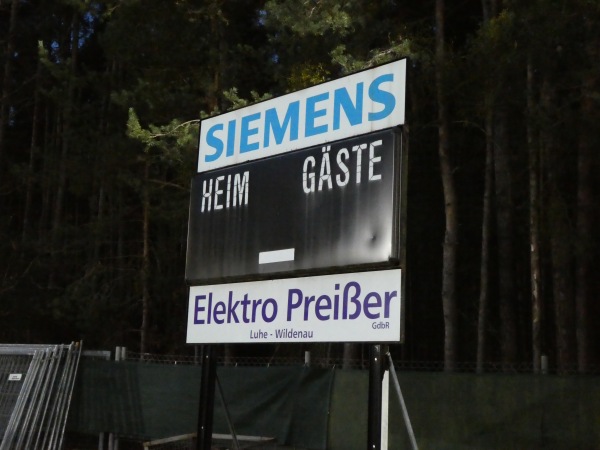 SIEMENS
HEIM GÄSTE
Elektro Preißer
GdbR
Luhe - Wildenau